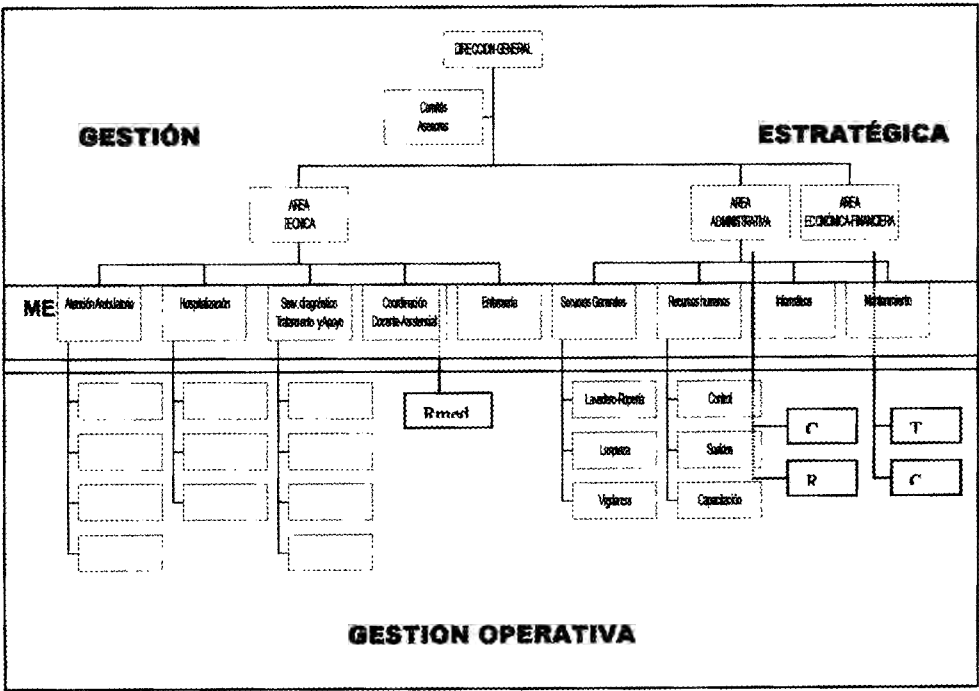 DIRECCION GENERAL
Comités
Asesores
GESTIÓN
ESTRATÉGICA
AREA
TECNICA
AREA
ADMINISTRATIVA
AREA
ECONÓMICA-FINANCIERA
ME
Atención Ambulatoria
Hospitalización
Serv. diagnóstico
Tratamiento y Apoyo
Coordinación
Docente-Asistencial
Enfermería
Servicios Generales
Recursos humanos
Informática
Mantenimiento
Rmed
Lavadero-Ropería
Control
C
T
Limpieza
Sueldos
R
C
Vigilancia
Capacitación
GESTION OPERATIVA